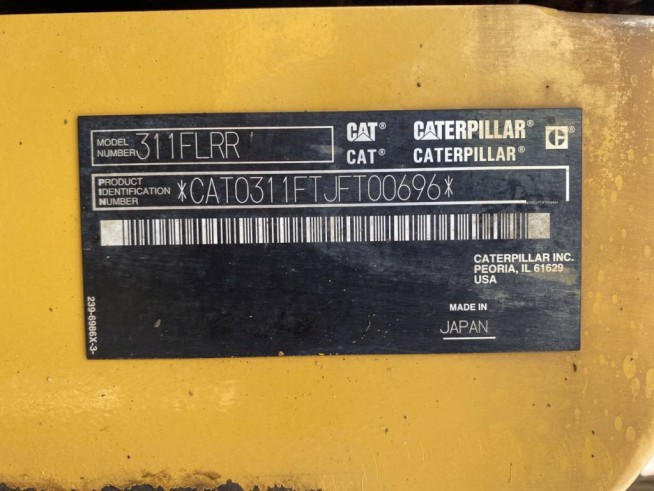 MODEL
NUMBER 311FLRR
CAT® CATERPILLAR® C®
CAT® CATERPILLAR®
PRODUCT
IDENTIFICATION
NUMBER
*CAT0311FTJFT00696*
CATERPILLAR INC.
PEORIA, IL 61629
USA
MADE IN
JAPAN
239-6986X-3-